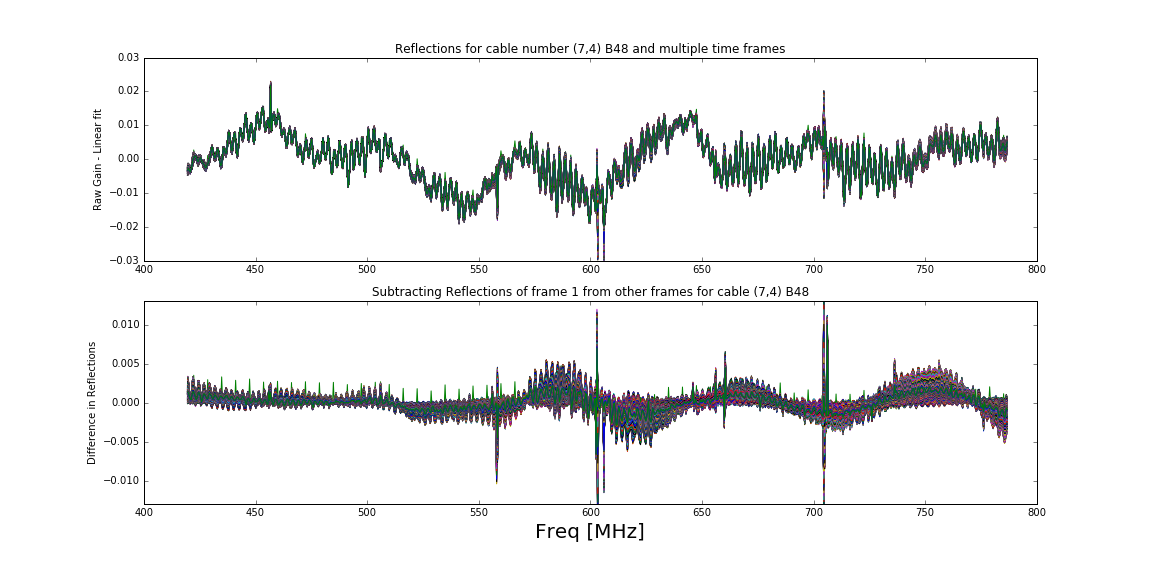 Reflections for cable number (7,4) B48 and multiple time frames
Raw Gain - Linear fit
0.03
0.02
0.01
0.00
−0.01
−0.02
−0.03
400 450 500 550 600 650 700 750 800
Subtracting Reflections of frame 1 from other frames for cable (7,4) B48
Difference in Reflections
0.010
0.005
0.000
−0.005
−0.010
400 450 500 550 600 650 700 750 800
Freq [MHz]